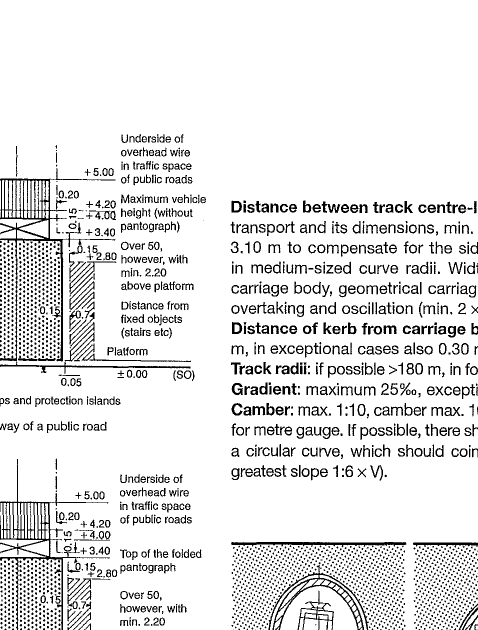 Underside of
overhead wire
in traffic space
of public roads
+5.00
0.20
Maximum vehicle
height (without
pantograph)
+4.20
+4.00
0.15
+3.40
0.15
+2.80
Over 50,
however, with
min. 2.20
above platform
Distance from
fixed objects
(stairs etc)
0.15
0.7
Platform
0.05
± 0.00
(SO)
ps and protection islands
way of a public road
Underside of
overhead wire
in traffic space
of public roads
+5.00
0.20
+4.20
+4.00
0.15
+3.40
0.15
+2.80
Top of the folded
pantograph
Over 50,
however, with
min. 2.20
0.15
0.7
Distance between track centre-l
transport and its dimensions, min.
3.10 m to compensate for the sid
in medium-sized curve radii. Widt
carriage body, geometrical carriag
overtaking and oscillation (min. 2 ×
Distance of kerb from carriage b
m, in exceptional cases also 0.30 m
Track radii: if possible >180 m, in fo
Gradient: maximum 25‰, excepti
Camber: max. 1:10, camber max. 1
for metre gauge. If possible, there sh
a circular curve, which should coin
greatest slope 1:6 × V).